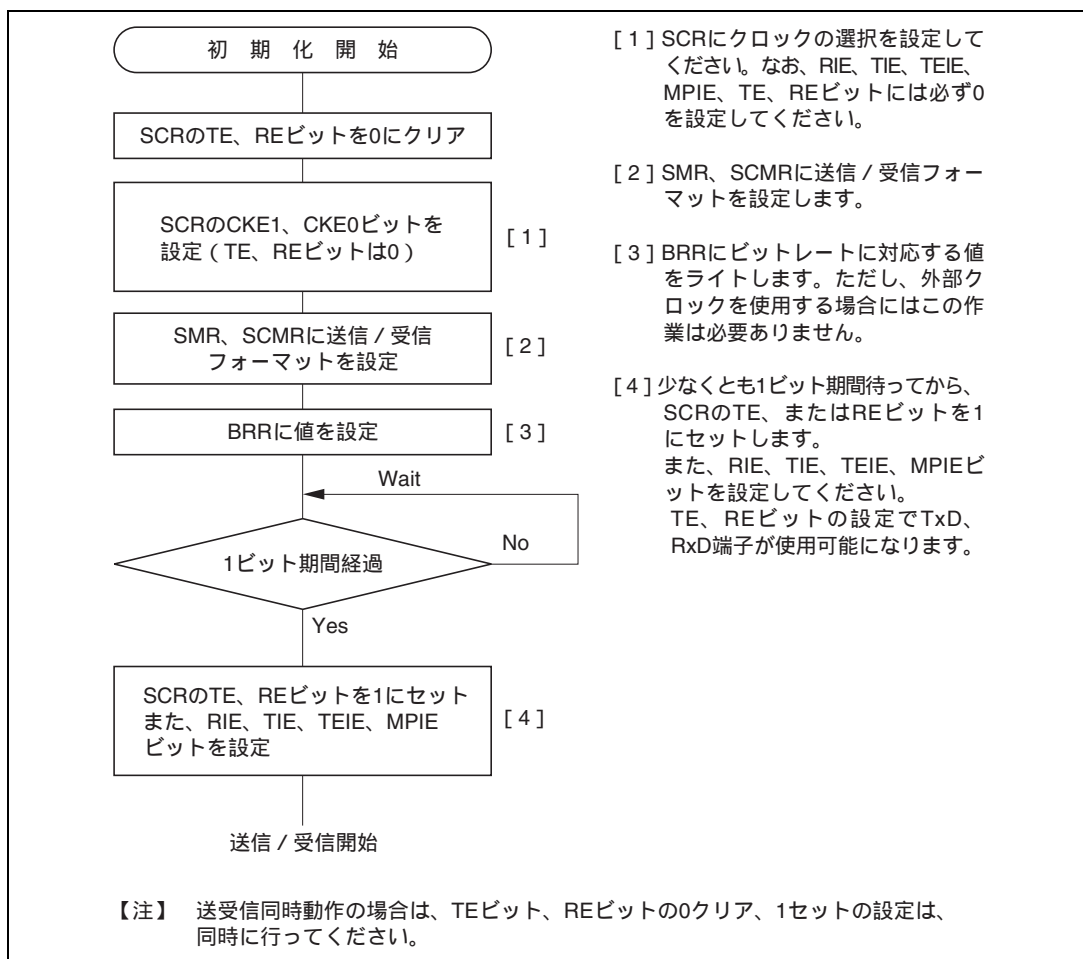 初 期 化 開 始
SCRのTE、REビットを0にクリア
SCRのCKE1、CKE0ビットを
設定（TE、REビットは0）
[ 1 ]
SMR、SCMRに送信 / 受信
フォーマットを設定
[ 2 ]
BRRに値を設定
[ 3 ]
Wait
No
1ビット期間経過
Yes
SCRのTE、REビットを1にセット
また、RIE、TIE、TEIE、MPIE
ビットを設定
[ 4 ]
送信 / 受信開始
[ 1 ] SCRにクロックの選択を設定して
ください。なお、RIE、TIE、TEIE、
MPIE、TE、REビットには必ず0
を設定してください。
[ 2 ] SMR、SCMRに送信 / 受信フォー
マットを設定します。
[ 3 ] BRRにビットレートに対応する値
をライトします。ただし、外部ク
ロックを使用する場合にはこの作
業は必要ありません。
[ 4 ] 少なくとも1ビット期間待ってから、
SCRのTE、またはREビットを1
にセットします。
また、RIE、TIE、TEIE、MPIEビ
ットを設定してください。
TE、REビットの設定でTxD、
RxD端子が使用可能になります。
【注】 送受信同時動作の場合は、TEビット、REビットの0クリア、1セットの設定は、
同時に行ってください。